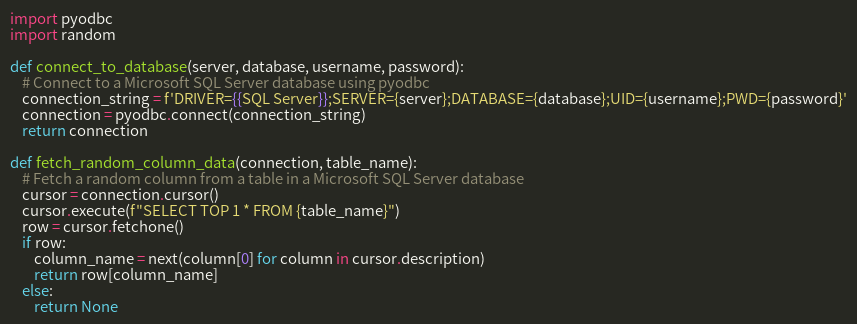 import pyodbc
import random

def connect_to_database(server, database, username, password):
    # Connect to a Microsoft SQL Server database using pyodbc
    connection_string = f'DRIVER={{SQL Server}};SERVER={server};DATABASE={database};UID={username};PWD={password}'
    connection = pyodbc.connect(connection_string)
    return connection

def fetch_random_column_data(connection, table_name):
    # Fetch a random column from a table in a Microsoft SQL Server database
    cursor = connection.cursor()
    cursor.execute(f"SELECT TOP 1 * FROM {table_name}")
    row = cursor.fetchone()
    if row:
        column_name = next(column[0] for column in cursor.description)
        return row[column_name]
    else:
        return None